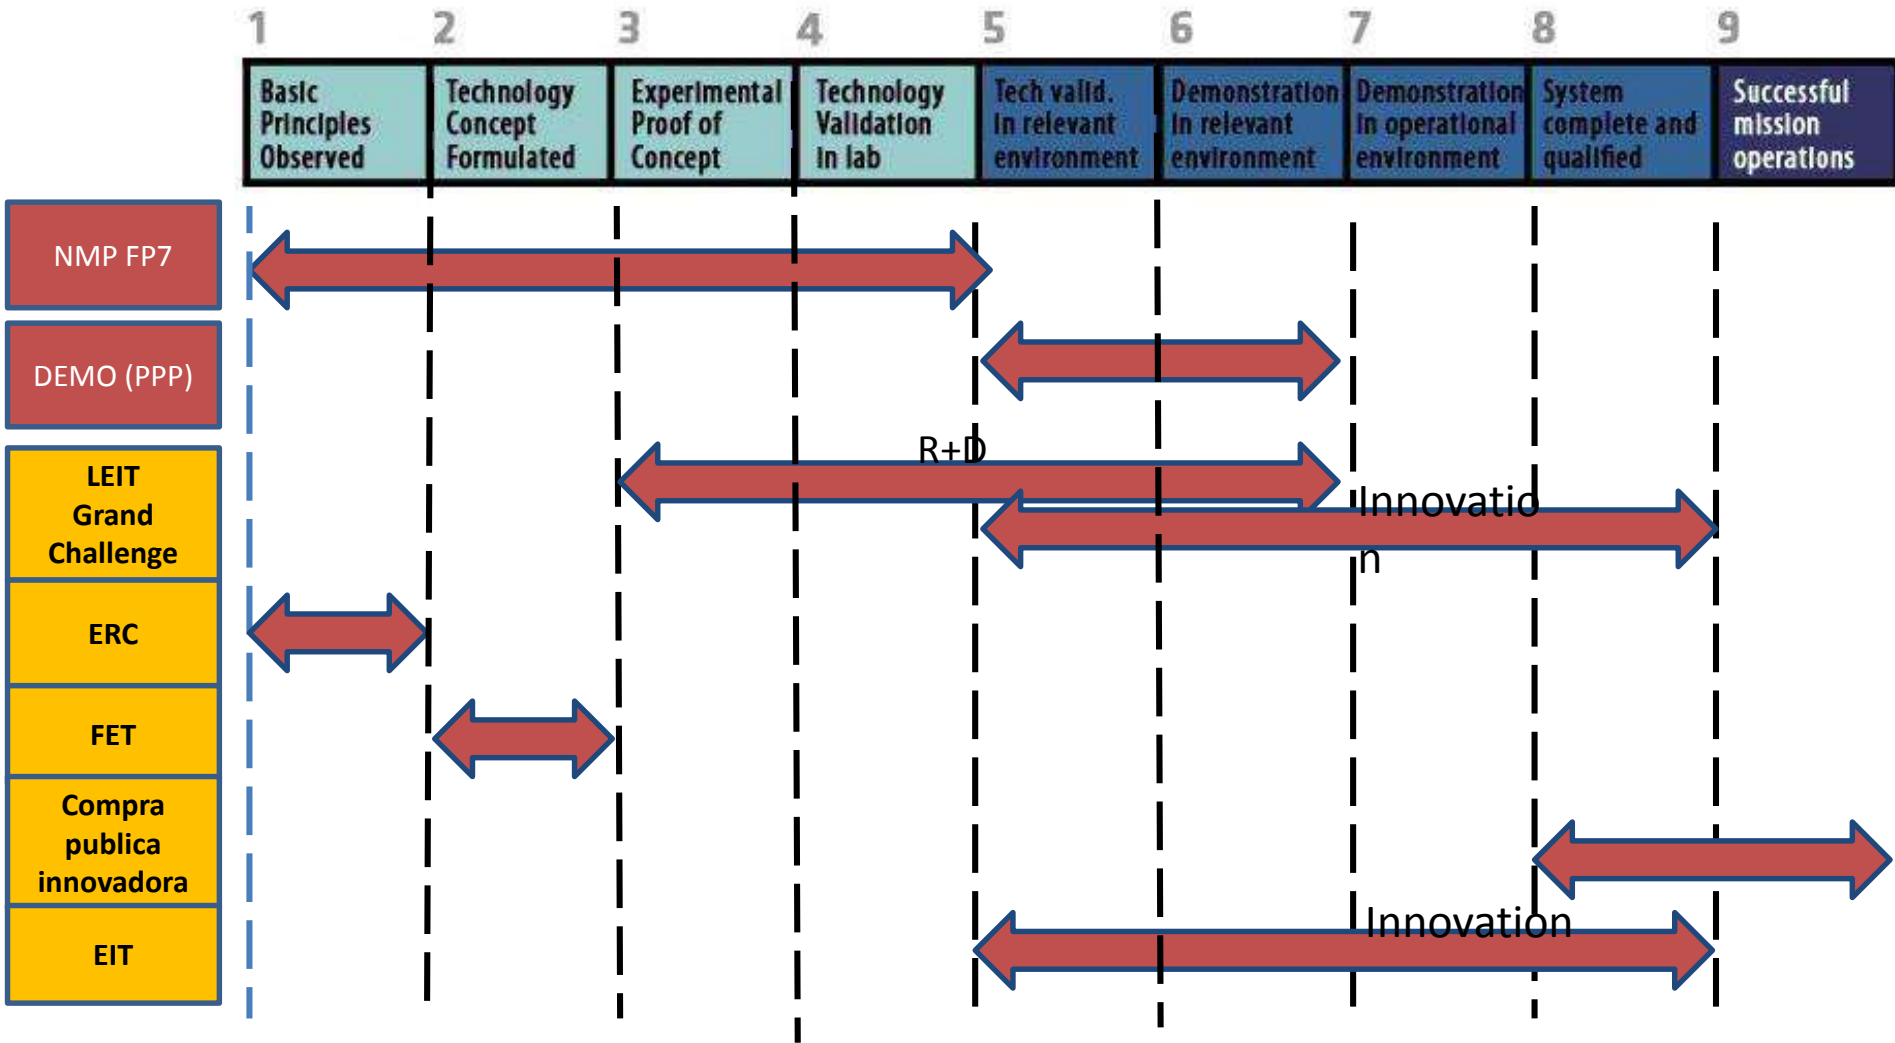 1 2 3 4 5 6 7 8 9
Basic
Principles
Observed
Technology
Concept
Formulated
Experimental
Proof of
Concept
Technology
Validation
in lab
Tech valid.
in relevant
environment
Demonstration
in relevant
environment
Demonstration
in operational
environment
System
complete and
qualified
Successful
mission
operations
NMP FP7
DEMO (PPP)
LEIT
Grand
Challenge
R+D
Innovatio
n
ERC
FET
Compra
publica
innovadora
EIT
Innovation